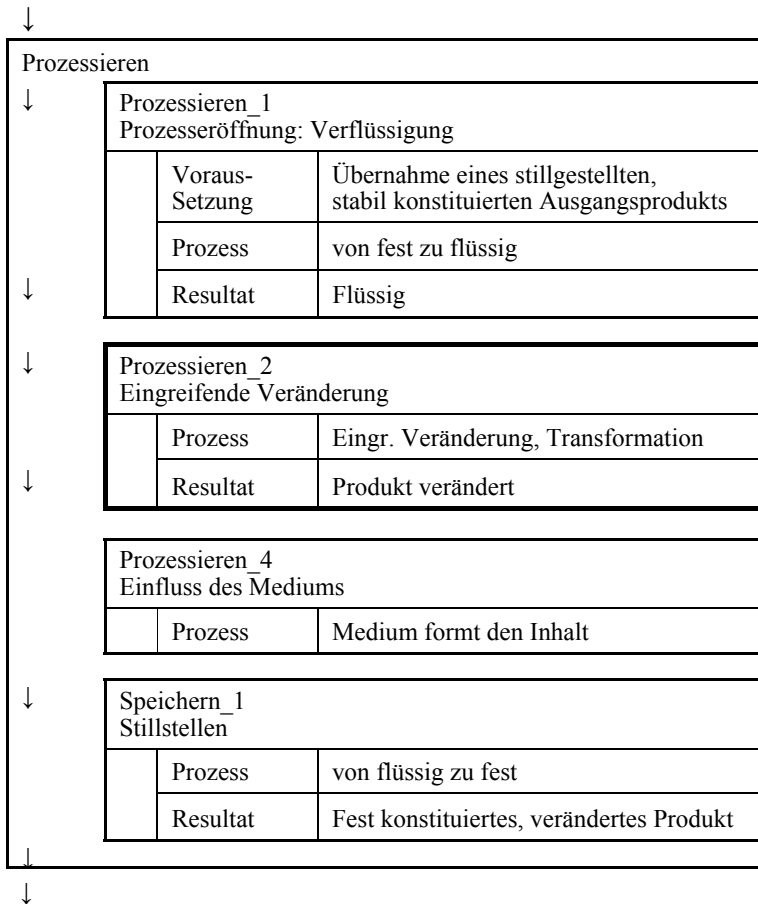 ↓
Prozessieren
↓
Prozessieren_1
Prozesseröffnung: Verflüssigung
Voraus-
Setzung
Übernahme eines stillgestellten,
stabil konstituierten Ausgangsprodukts
Prozess
von fest zu flüssig
↓
Resultat
Flüssig
↓
Prozessieren_2
Eingreifende Veränderung
Prozess
Eingr. Veränderung, Transformation
↓
Resultat
Produkt verändert
Prozessieren_4
Einfluss des Mediums
Prozess
Medium formt den Inhalt
↓
Speichern_1
Stillstellen
Prozess
von flüssig zu fest
Resultat
Fest konstituiertes, verändertes Produkt
↓
↓